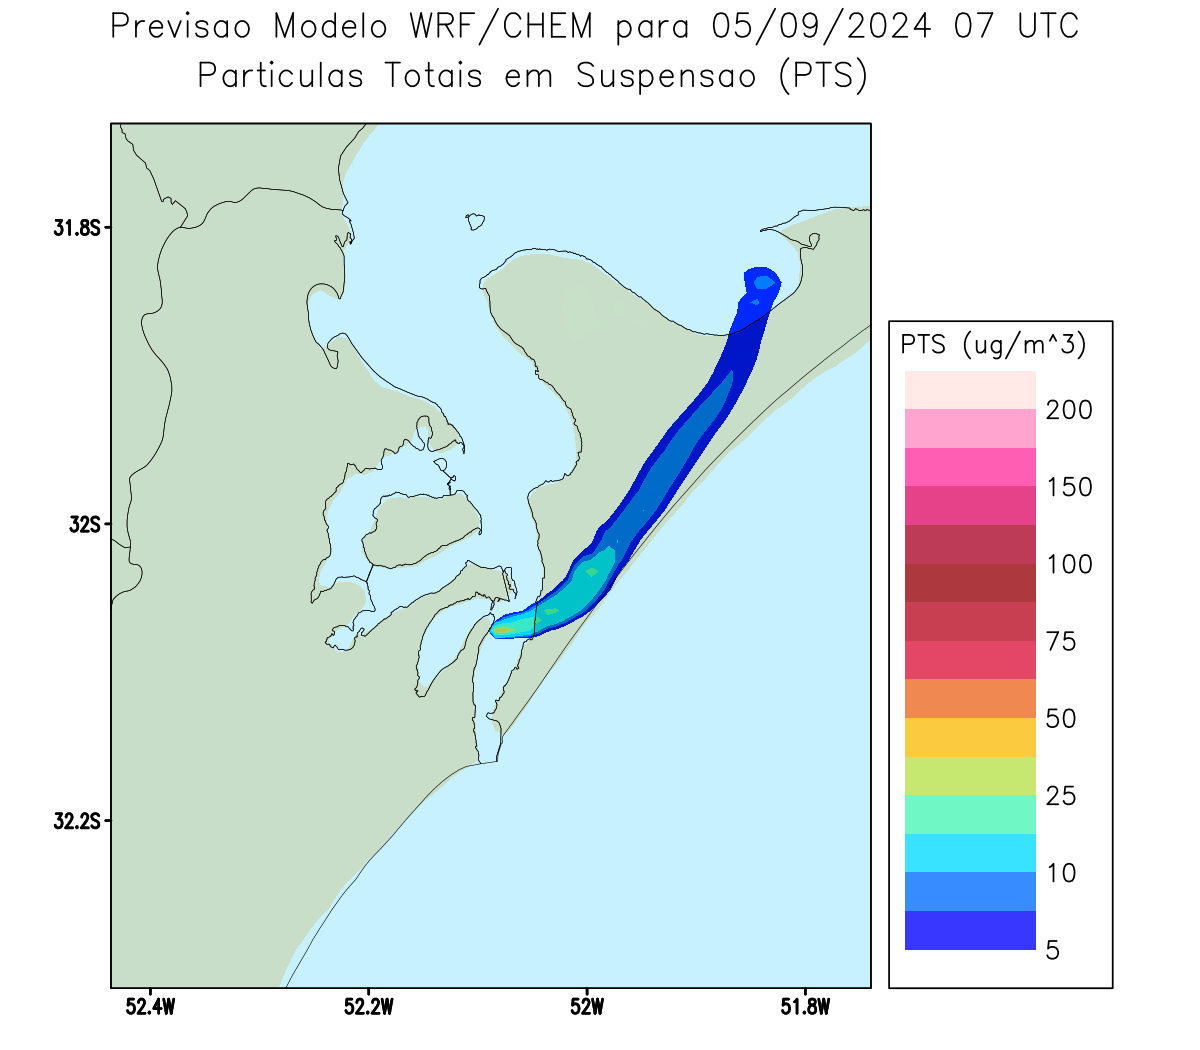 Previsao Modelo WRF/CHEM para 05/09/2024 07 UTC
Particulas Totais em Suspensao (PTS)
31.8S
32S
32.2S
52.4W
52.2W
52W
51.8W
PTS (ug/m^3)
200
150
100
75
50
25
10
5